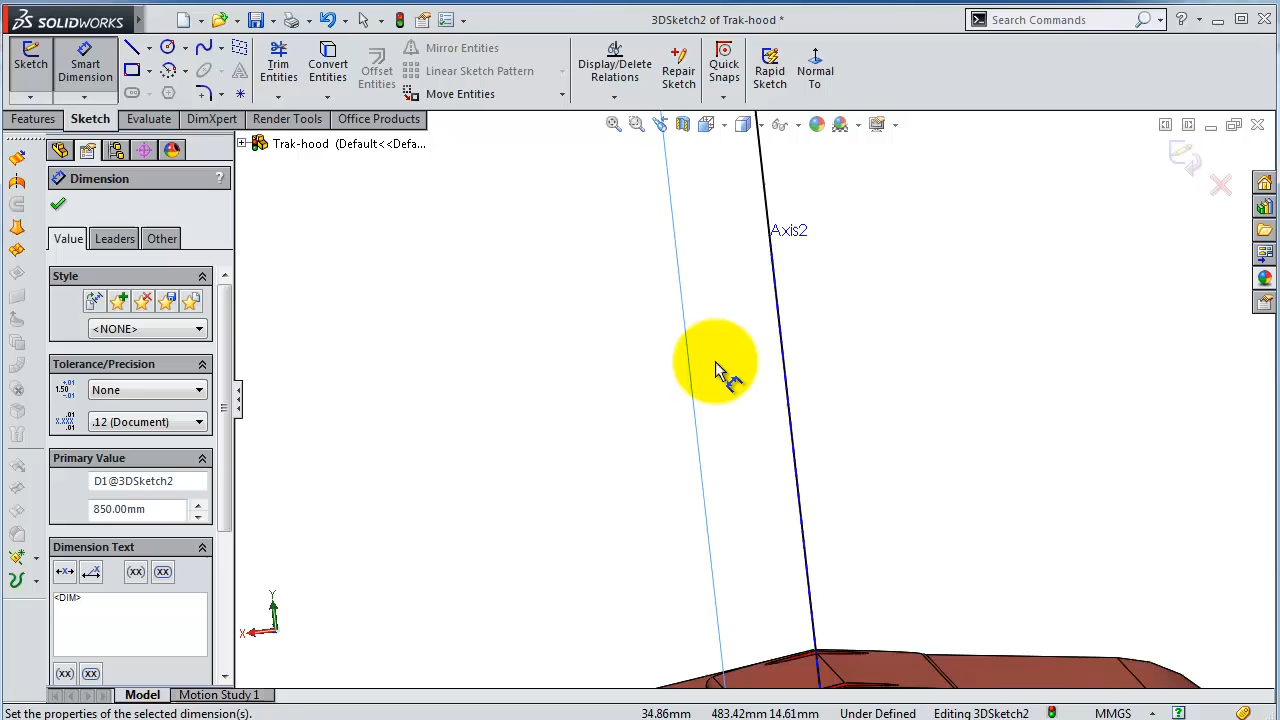 SOLIDWORKS
3DSketch2 of Trak-hood *
Search Commands
Sketch
Smart Dimension
Trim Entities
Convert Entities
Offset Entities
Mirror Entities
Linear Sketch Pattern
Move Entities
Display/Delete Relations
Repair Sketch
Quick Snaps
Rapid Sketch
Normal To
Features
Sketch
Evaluate
DimXpert
Render Tools
Office Products
Trak-hood (Default<<Defa...
Dimension
?
Value
Leaders
Other
Style
<NONE>
Tolerance/Precision
None
.12 (Document)
Primary Value
D1@3DSketch2
850.00mm
Dimension Text
(xx)
(xx)
<DIM>
(xx)
(xx)
Axis2
Y
X
Model
Motion Study 1
Set the properties of the selected dimension(s).
34.86mm
483.42mm 14.61mm
Under Defined
Editing 3DSketch2
MMGS